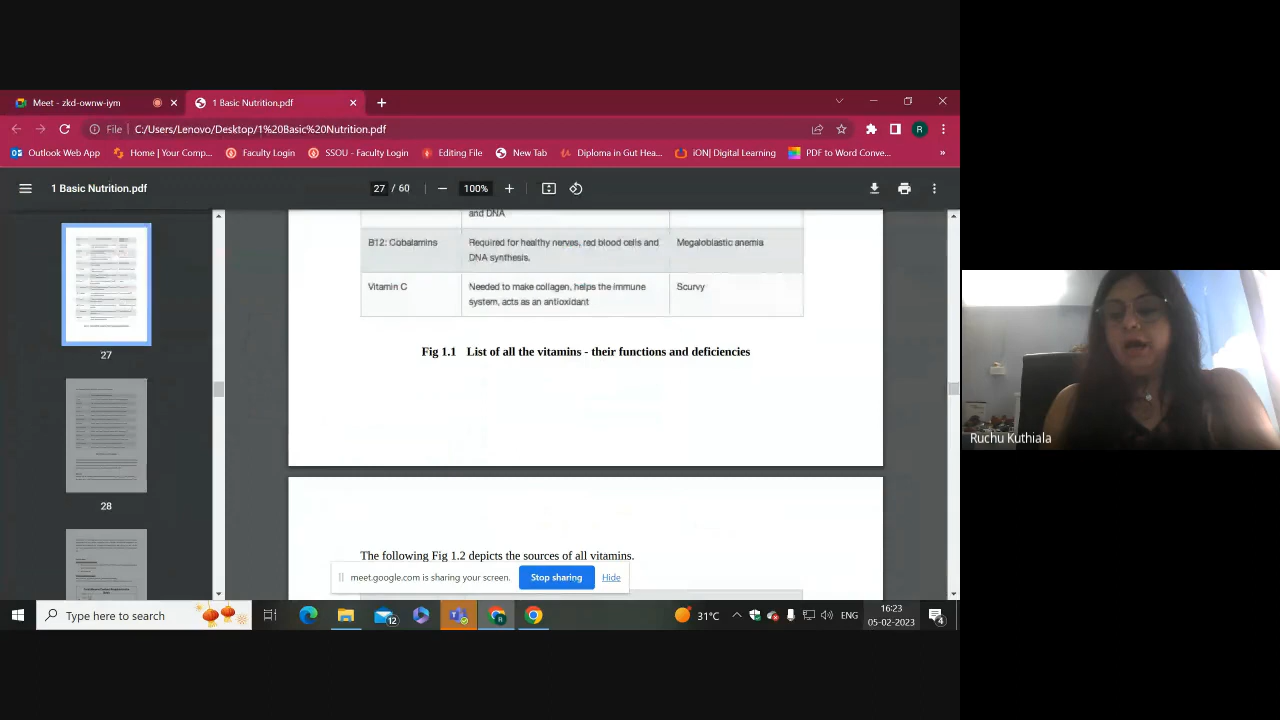 Meet - zkd-ownw-iym
1 Basic Nutrition.pdf
File
C:/Users/Lenovo/Desktop/1%20Basic%20Nutrition.pdf
R
Outlook Web App
Home | Your Comp...
Faculty Login
SSOU - Faculty Login
Editing File
New Tab
Diploma in Gut Hea...
iON| Digital Learning
PDF to Word Conve...
»
1 Basic Nutrition.pdf
27 / 60
100%
27
28
and DNA
B12: Cobalamins
Required for healthy nerves, red blood cells and
DNA synthesis.
Megaloblastic anemia
Vitamin C
Needed to make collagen, helps the immune
system, acts as an antioxidant
Scurvy
Fig 1.1 List of all the vitamins - their functions and deficiencies
The following Fig 1.2 depicts the sources of all vitamins.
meet.google.com is sharing your screen.
Stop sharing
Hide
Ruchu Kuthiala
Type here to search
12
31°C
ENG
16:23
05-02-2023
4